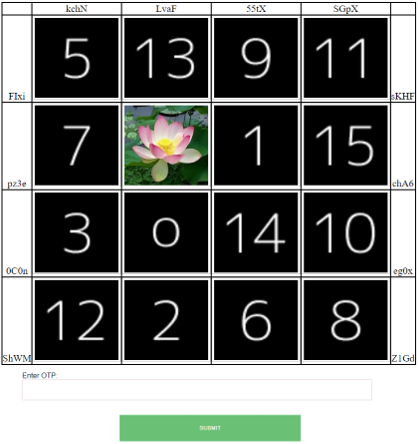 kchN LvaF 55tX SGpX
FIxi 5 13 9 11 sKHF
pz3e 7 1 15 chA6
0C0n 3 0 14 10 eg0x
ShWM 12 2 6 8 Z1Gd
Enter OTP:
SUBMIT